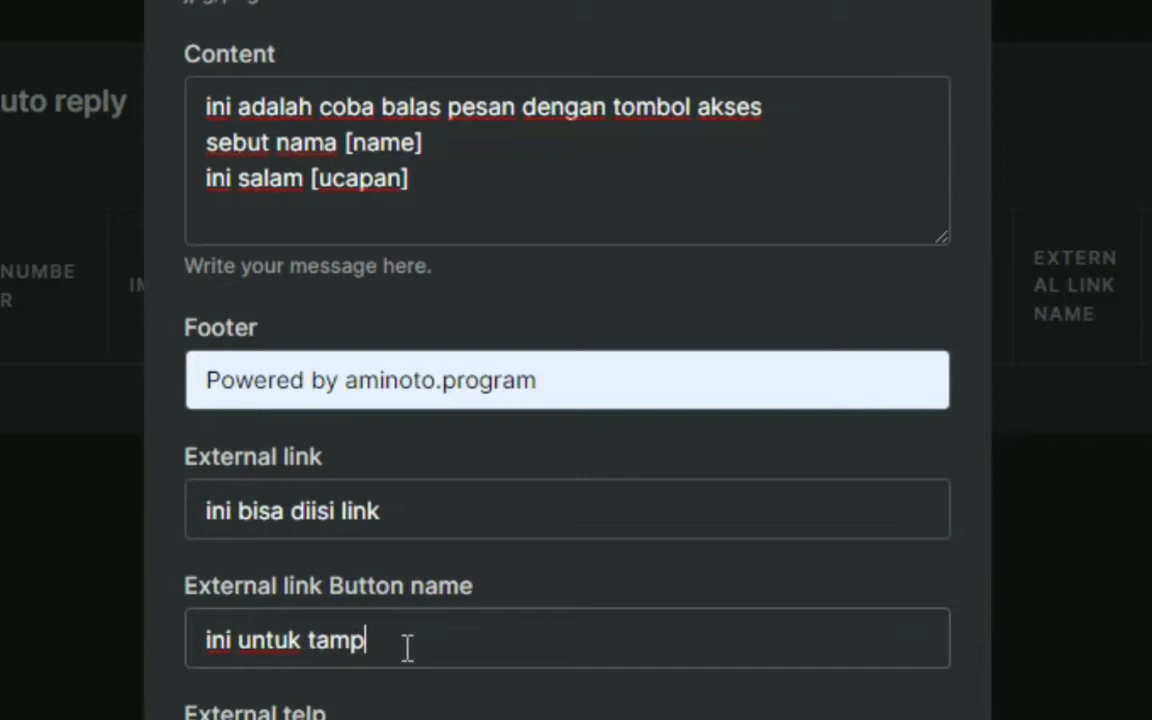 Content
uto reply
ini adalah coba balas pesan dengan tombol akses
sebut nama [name]
ini salam [ucapan]
Write your message here.
NUMBE
R
IM
EXTERN
AL LINK
NAME
Footer
Powered by aminoto.program
External link
ini bisa diisi link
External link Button name
ini untuk tamp
External telp